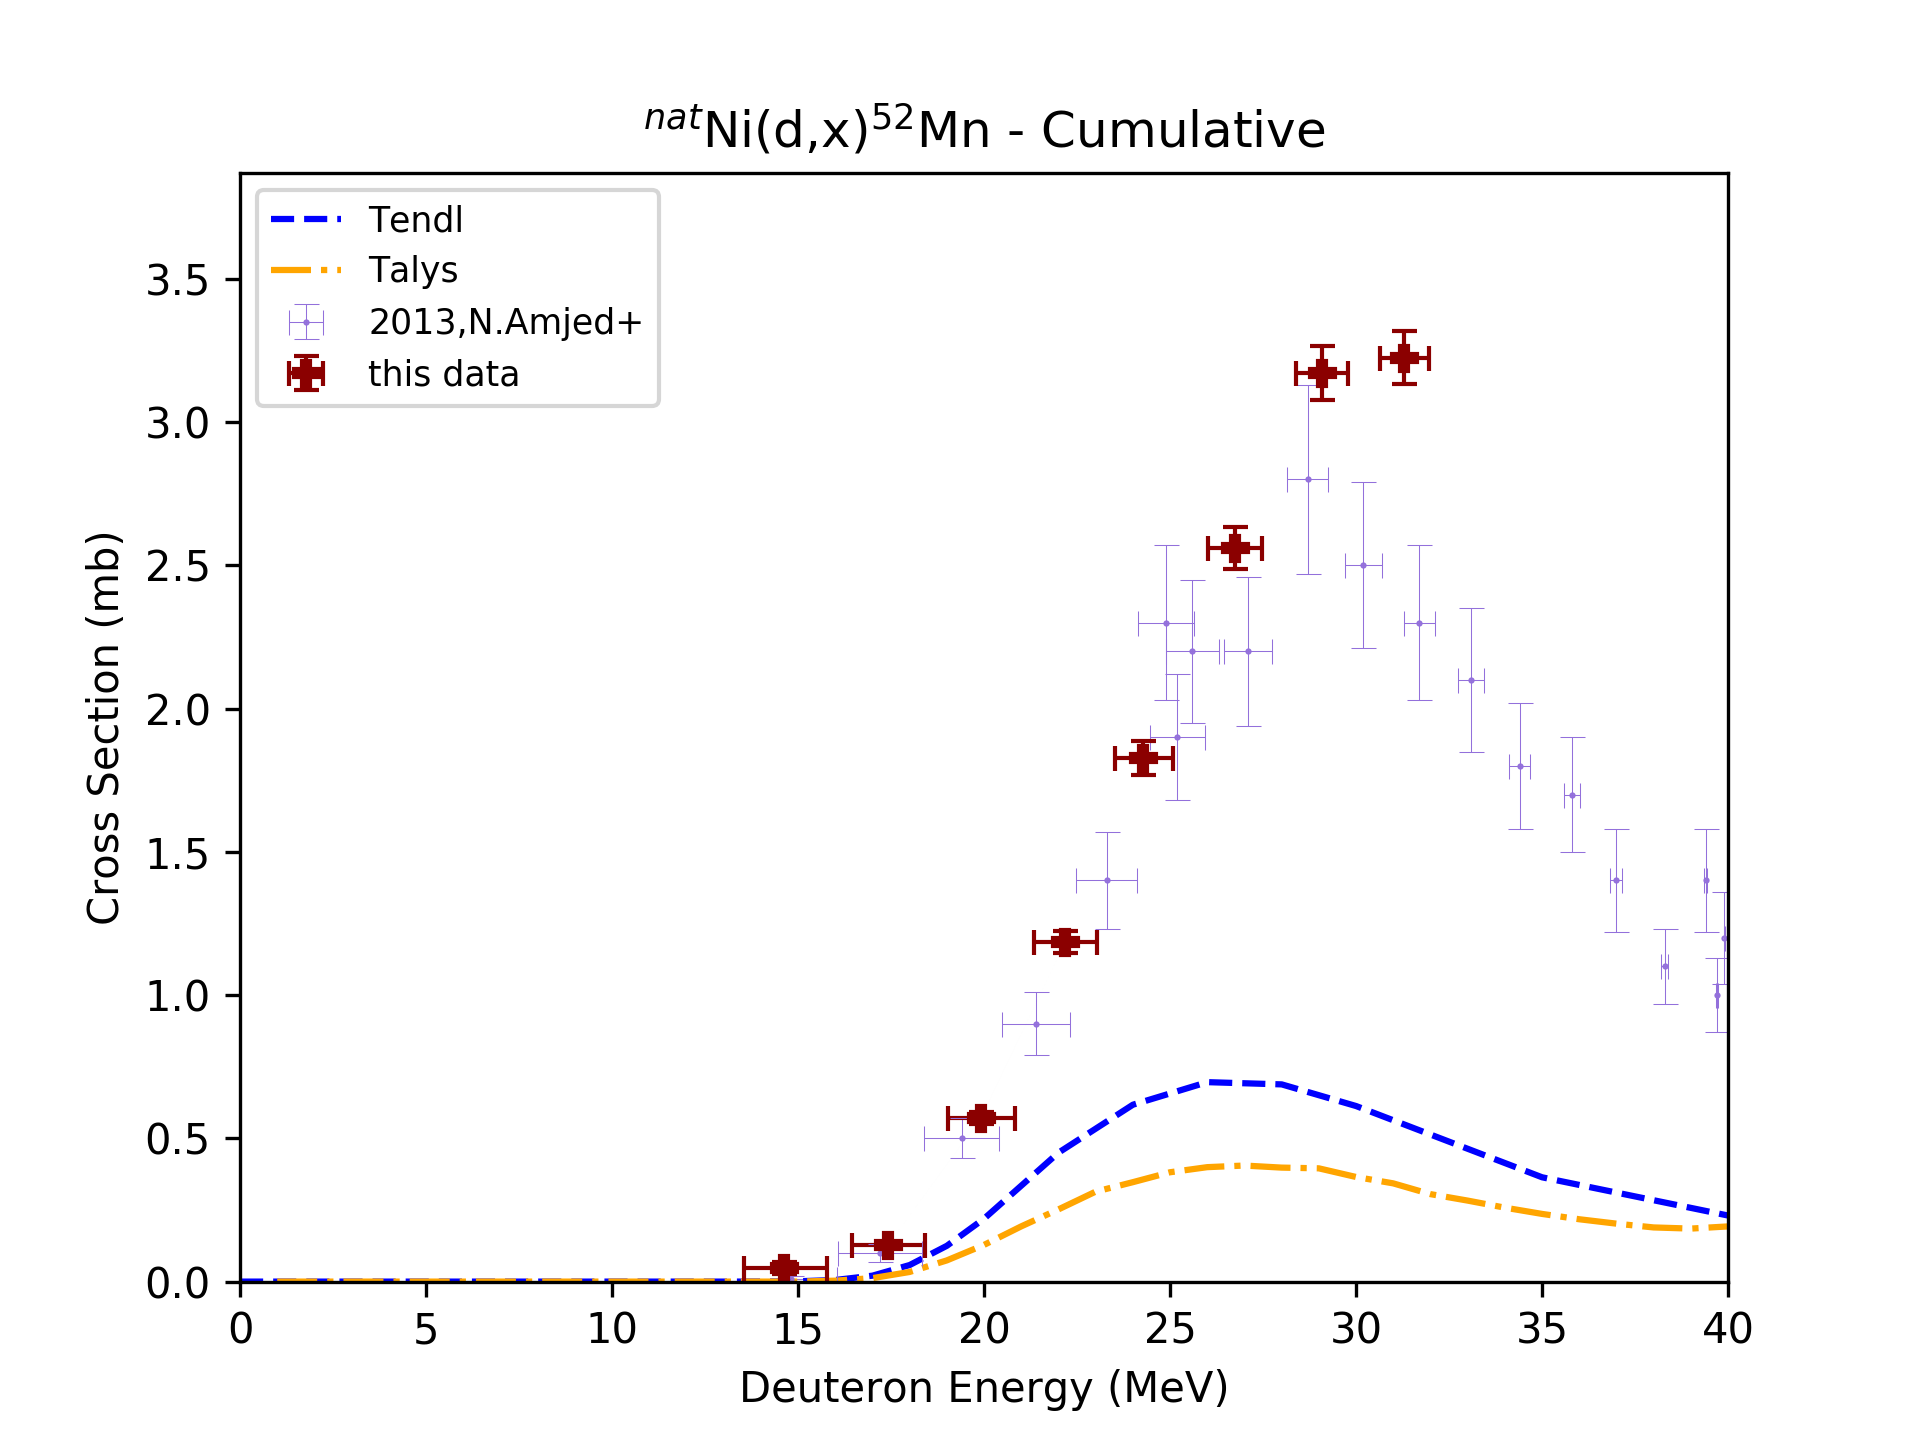 natNi(d,x)52Mn - Cumulative
Tendl
Talys
2013,N.Amjed+
this data
Cross Section (mb)
3.5
3.0
2.5
2.0
1.5
1.0
0.5
0.0
0 5 10 15 20 25 30 35 40
Deuteron Energy (MeV)